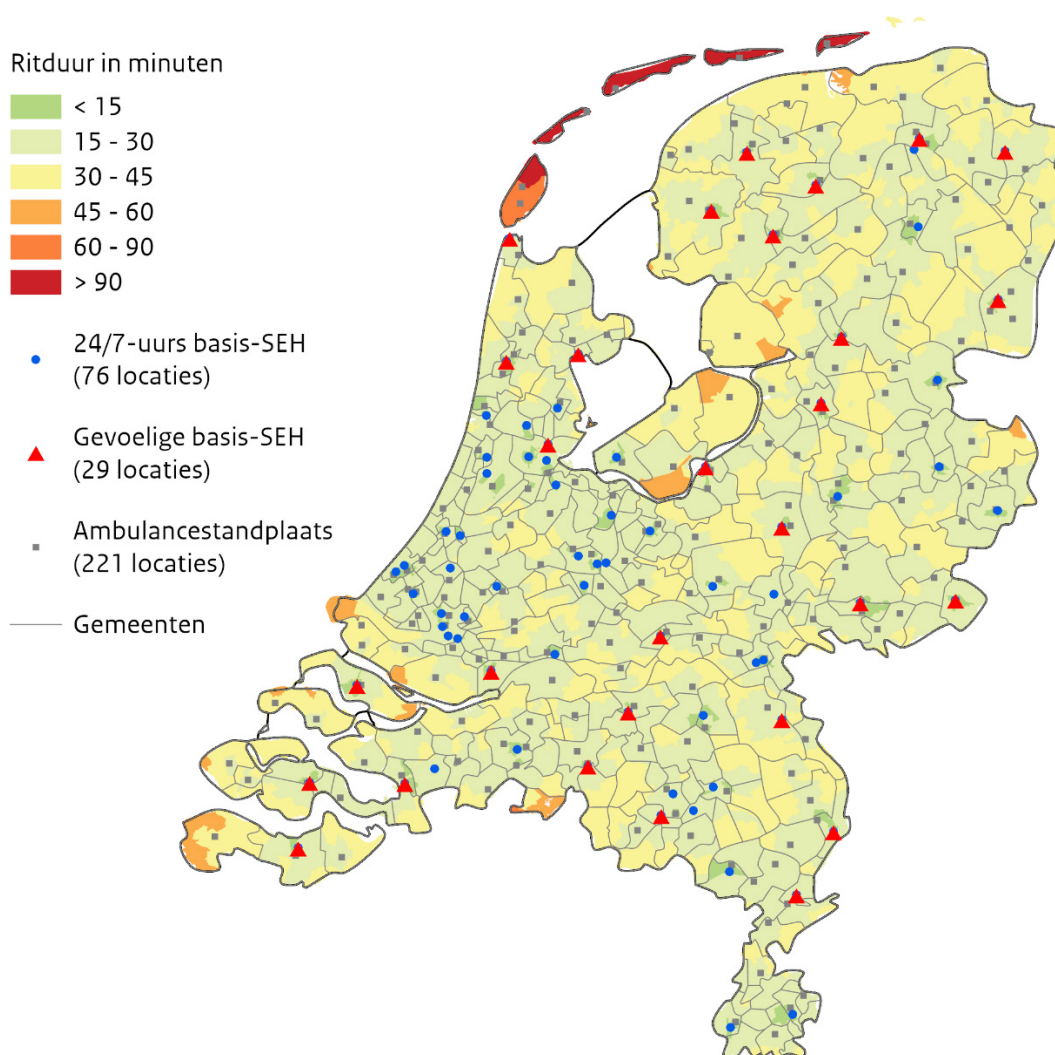 Ritduur in minuten
< 15
15 - 30
30 - 45
45 - 60
60 - 90
> 90
24/7-uurs basis-SEH
(76 locaties)
Gevoelige basis-SEH
(29 locaties)
Ambulancestandplaats
(221 locaties)
Gemeenten